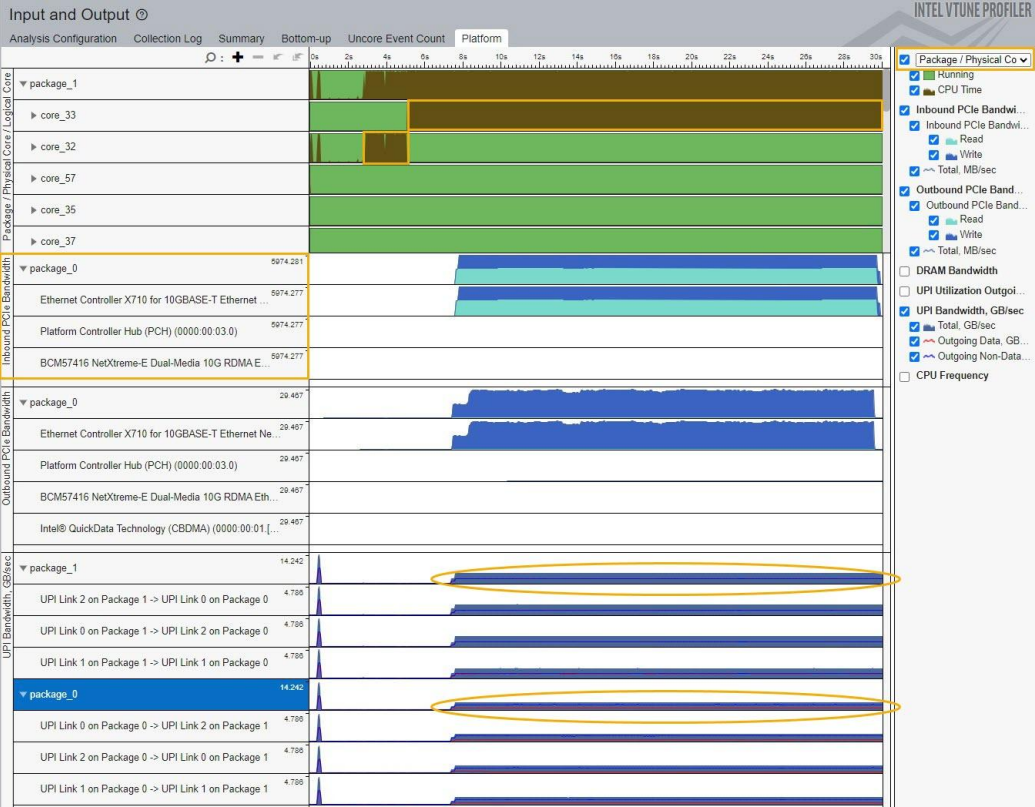 Input and Output
INTEL VTUNE PROFILER
Analysis Configuration Collection Log Summary Bottom-up Uncore Event Count Platform
0s 2s 4s 6s 8s 10s 12s 14s 16s 18s 20s 22s 24s 26s 28s 30s
Package / Physical Core / Logical Core
package_1
core_33
core_32
core_57
core_35
core_37
Inbound PCIe Bandwidth
package_0 5974.281
Ethernet Controller X710 for 10GBASE-T Ethernet ... 5974.277
Platform Controller Hub (PCH) (0000:00:03.0) 5974.277
BCM57416 NetXtreme-E Dual-Media 10G RDMA E... 5974.277
Outbound PCIe Bandwidth
package_0 29.467
Ethernet Controller X710 for 10GBASE-T Ethernet Ne... 29.467
Platform Controller Hub (PCH) (0000:00:03.0) 29.467
BCM57416 NetXtreme-E Dual-Media 10G RDMA Eth... 29.467
Intel® QuickData Technology (CBDMA) (0000:00:01.[... 29.467
UPI Bandwidth, GB/sec
package_1 14.242
UPI Link 2 on Package 1 -> UPI Link 0 on Package 0 4.786
UPI Link 0 on Package 1 -> UPI Link 2 on Package 0 4.786
UPI Link 1 on Package 1 -> UPI Link 1 on Package 0 4.786
package_0 14.242
UPI Link 0 on Package 0 -> UPI Link 2 on Package 1 4.786
UPI Link 2 on Package 0 -> UPI Link 0 on Package 1 4.786
UPI Link 1 on Package 0 -> UPI Link 1 on Package 1 4.786
Package / Physical Co
Running
CPU Time
Inbound PCIe Bandwi...
Inbound PCIe Bandwi...
Read
Write
Total, MB/sec
Outbound PCIe Band...
Outbound PCIe Band...
Read
Write
Total, MB/sec
DRAM Bandwidth
UPI Utilization Outgoi...
UPI Bandwidth, GB/sec
Total, GB/sec
Outgoing Data, GB...
Outgoing Non-Data...
CPU Frequency